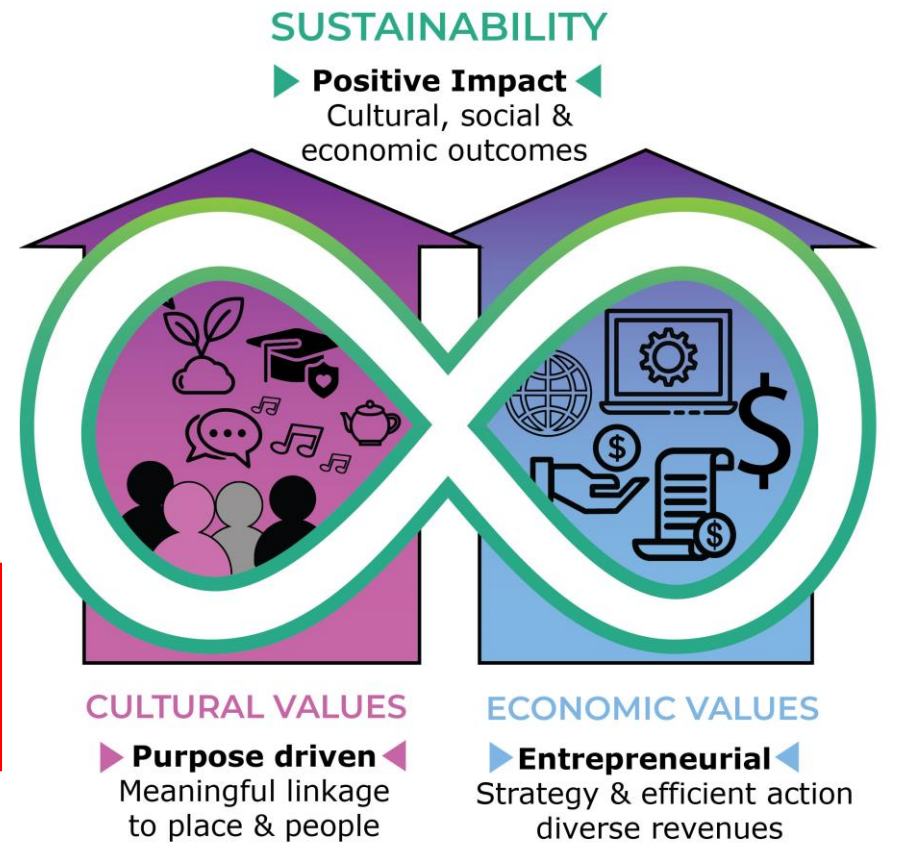 SUSTAINABILITY
Positive Impact
Cultural, social &
economic outcomes
$
$
$
CULTURAL VALUES
Purpose driven
Meaningful linkage
to place & people
ECONOMIC VALUES
Entrepreneurial
Strategy & efficient action
diverse revenues